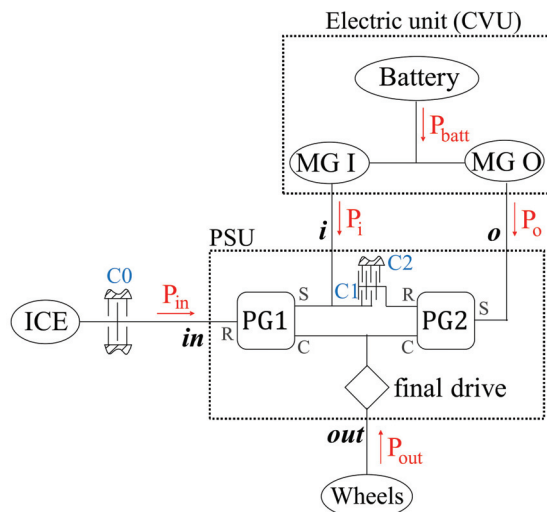 Electric unit (CVU)
Battery
P_batt
MG I
MG O
P_i
P_o
i
o
PSU
C2
C0
C1
P_in
S
R
S
ICE
PG1
PG2
in
R
C
C
final drive
out
P_out
Wheels